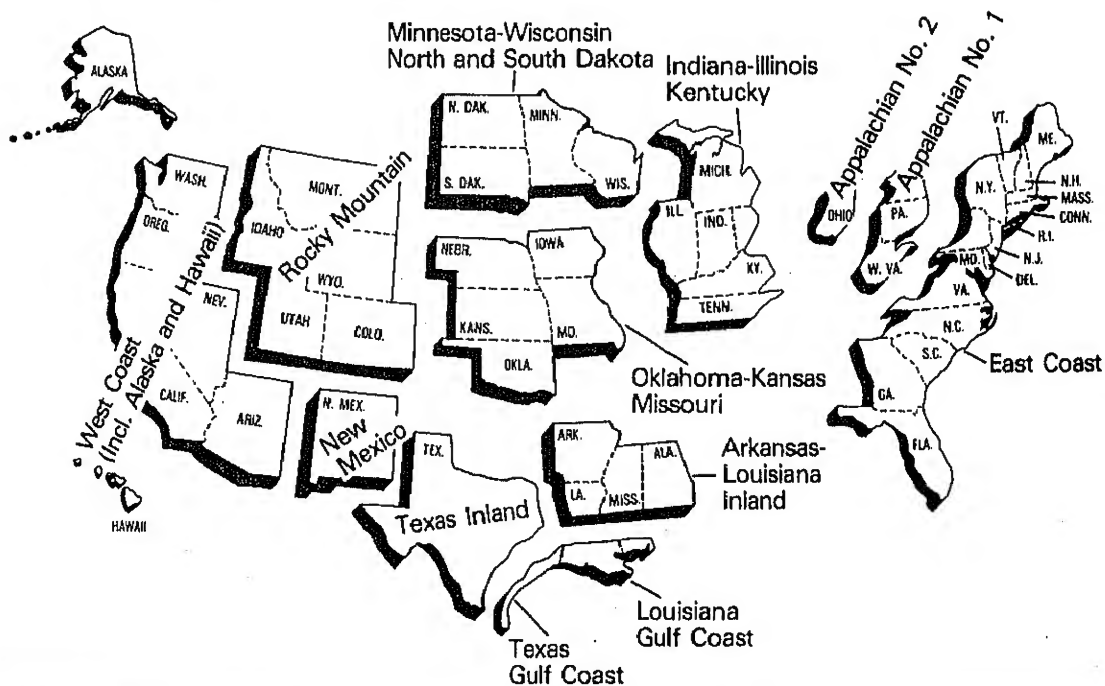 Minnesota-Wisconsin
North and South Dakota
Indiana-Illinois
Kentucky
Appalachian No. 2
Appalachian No. 1
ALASKA
N. DAK.
MINN.
S. DAK.
WIS.
MICH.
ILL.
IND.
KY.
TENN.
OHIO
PA.
W. VA.
VT.
ME.
N.Y.
N.H.
MASS.
CONN.
R.I.
N.J.
MD.
DEL.
VA.
N.C.
S.C.
GA.
FLA.
East Coast
WASH.
OREG.
NEV.
CALIF.
ARIZ.
West Coast
(Incl. Alaska and Hawaii)
HAWAII
MONT.
IDAHO
WYO.
UTAH
COLO.
Rocky Mountain
NEBR.
IOWA
KANS.
MO.
OKLA.
Oklahoma-Kansas
Missouri
N. MEX.
New
Mexico
TEX.
Texas Inland
ARK.
LA.
MISS.
ALA.
Arkansas-
Louisiana
Inland
Louisiana
Gulf Coast
Texas
Gulf Coast